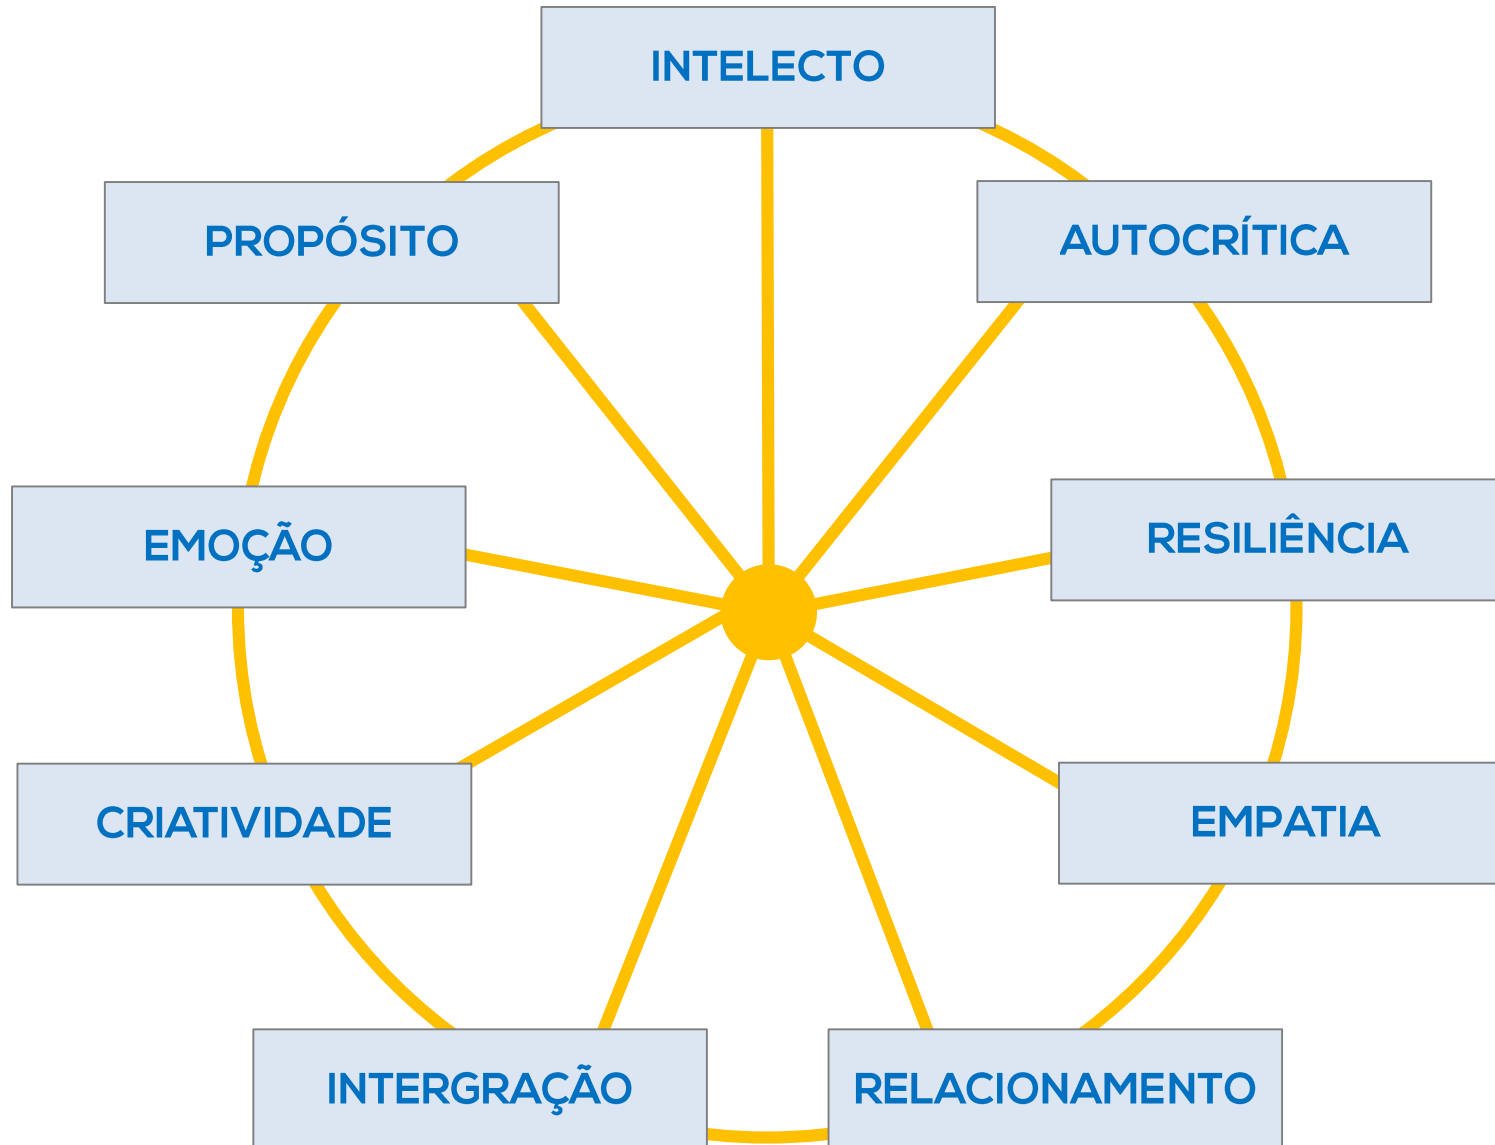 INTELECTO
PROPÓSITO
AUTOCRÍTICA
EMOÇÃO
RESILIÊNCIA
CRIATIVIDADE
EMPATIA
INTERGRAÇÃO
RELACIONAMENTO